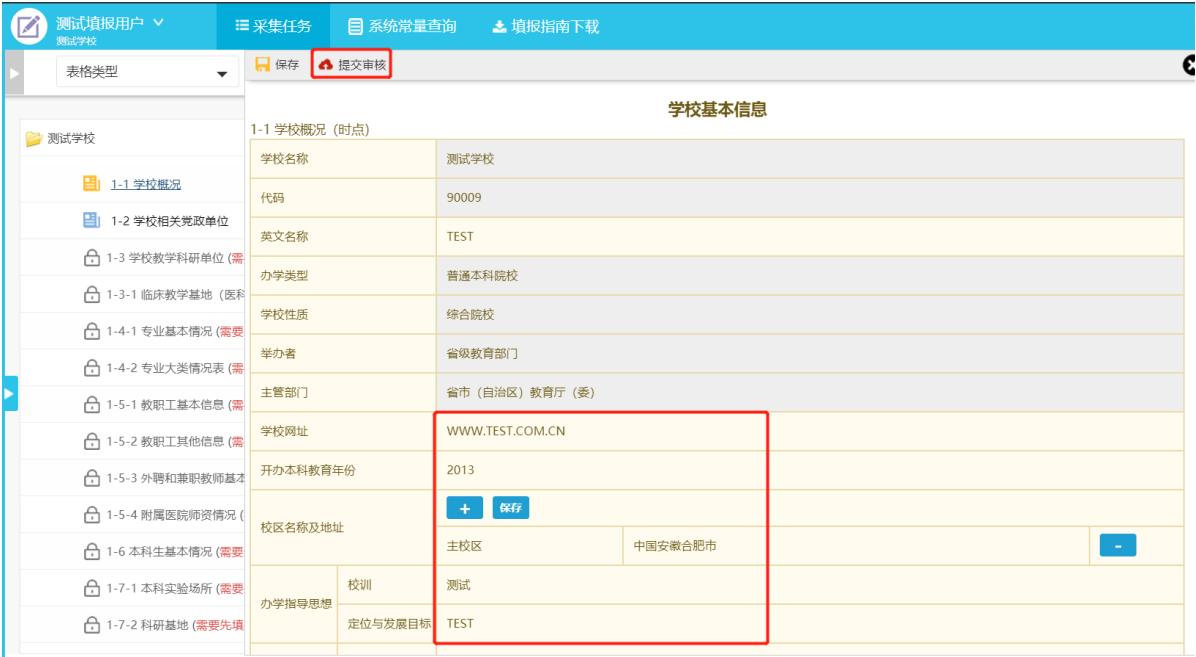 测试填报用户
测试学校
采集任务
系统常量查询
填报指南下载
表格类型
保存
提交审核
测试学校
1-1 学校概况
1-2 学校相关党政单位
1-3 学校教学科研单位 (需
1-3-1 临床教学基地（医科
1-4-1 专业基本情况 (需要
1-4-2 专业大类情况表 (需
1-5-1 教职工基本信息 (需
1-5-2 教职工其他信息 (需
1-5-3 外聘和兼职教师基本
1-5-4 附属医院师资情况 (
1-6 本科生基本情况 (需要
1-7-1 本科实验场所 (需要
1-7-2 科研基地 (需要先填
学校基本信息
1-1 学校概况（时点）
学校名称 测试学校
代码 90009
英文名称 TEST
办学类型 普通本科院校
学校性质 综合院校
举办者 省级教育部门
主管部门 省市（自治区）教育厅（委）
学校网址 WWW.TEST.COM.CN
开办本科教育年份 2013
校区名称及地址
+ 保存
主校区 中国安徽合肥市 -
办学指导思想
校训 测试
定位与发展目标 TEST